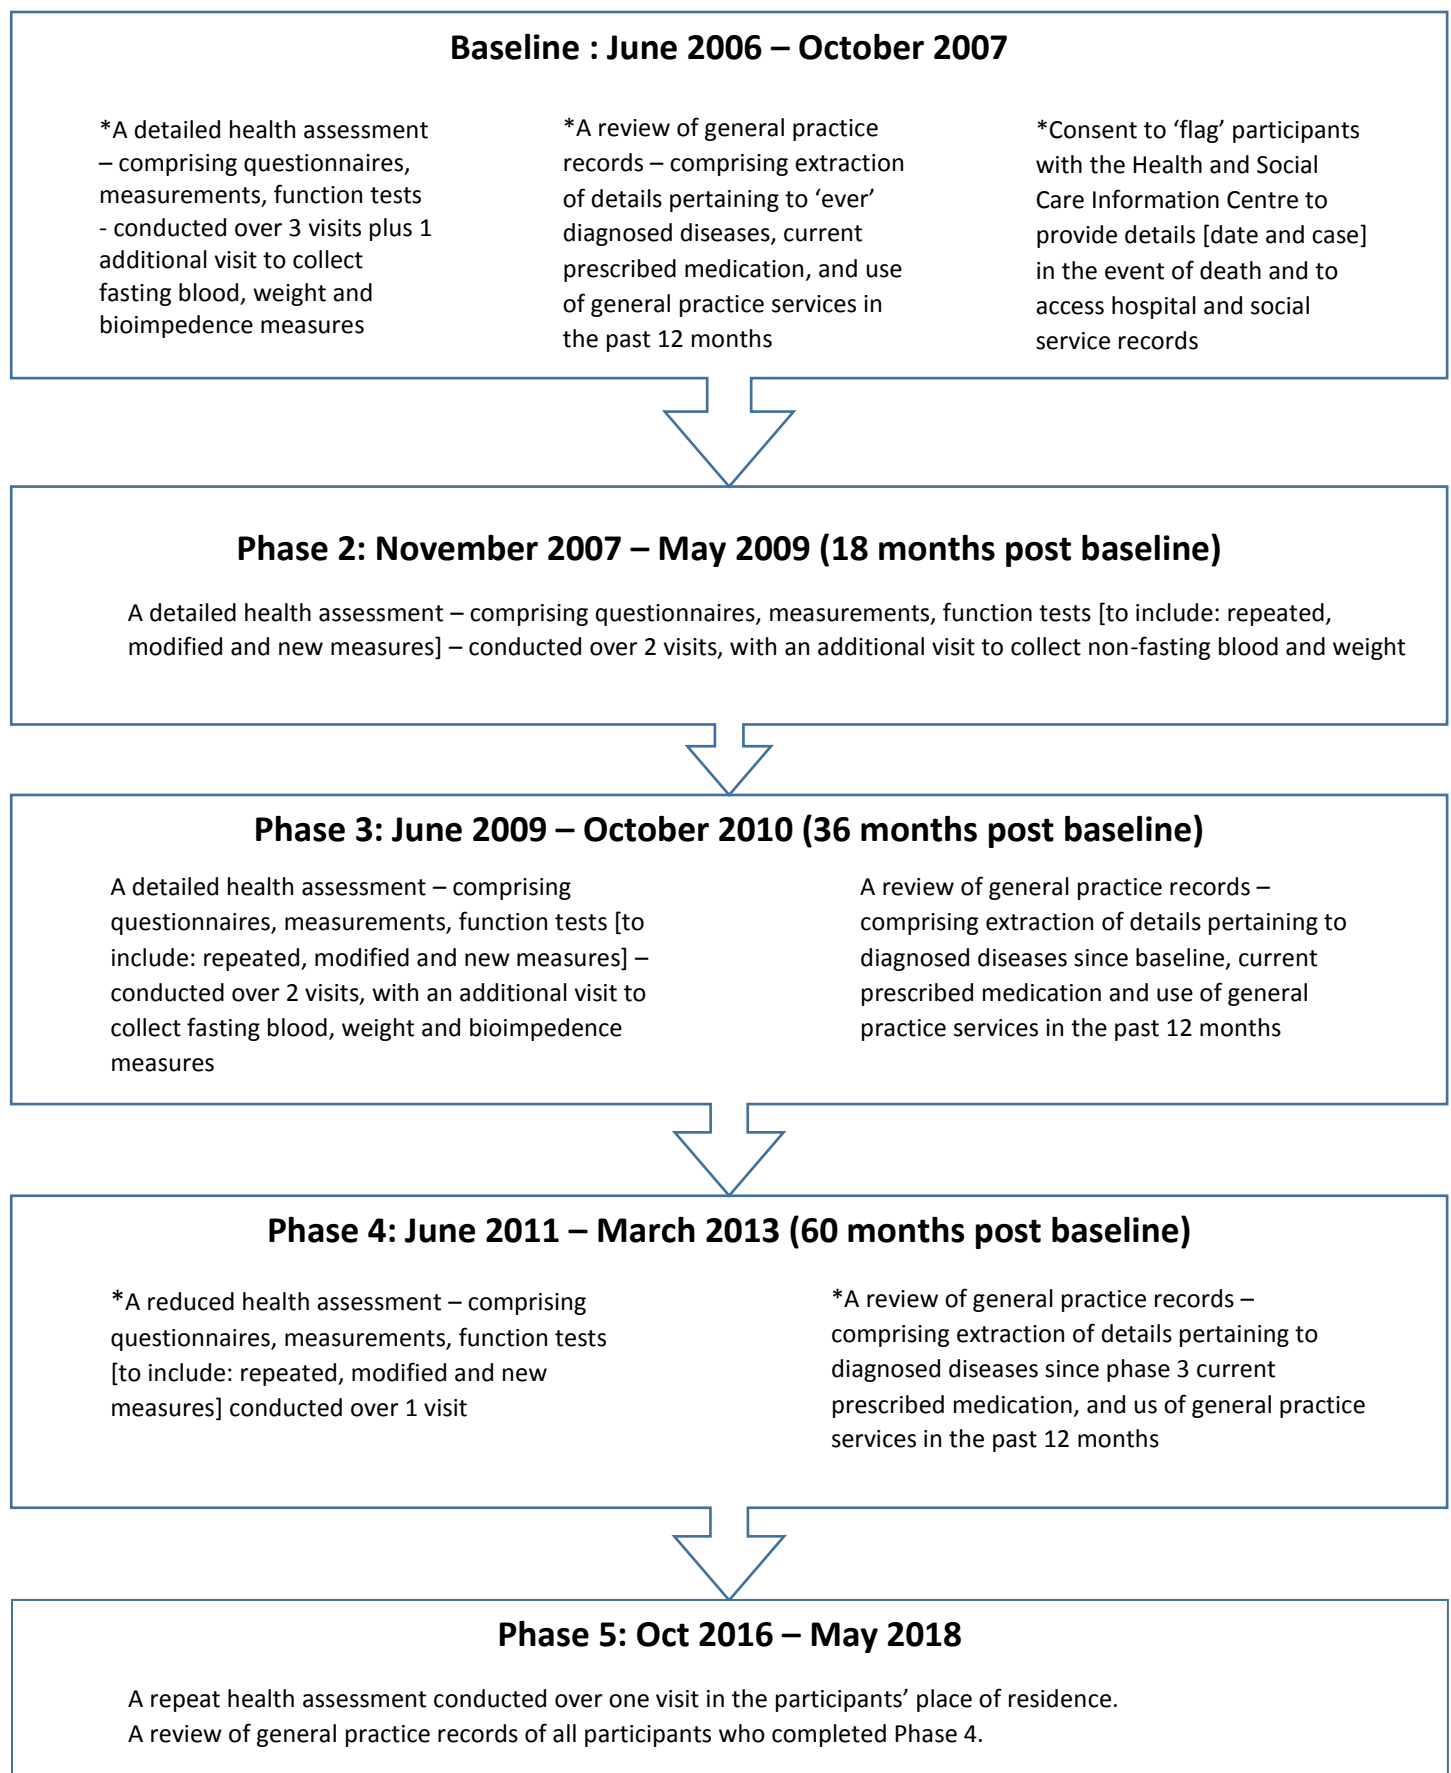 Baseline : June 2006 – October 2007
*A detailed health assessment
– comprising questionnaires,
measurements, function tests
- conducted over 3 visits plus 1
additional visit to collect
fasting blood, weight and
bioimpedence measures
*A review of general practice
records – comprising extraction
of details pertaining to ‘ever’
diagnosed diseases, current
prescribed medication, and use
of general practice services in
the past 12 months
*Consent to ‘flag’ participants
with the Health and Social
Care Information Centre to
provide details [date and case]
in the event of death and to
access hospital and social
service records
Phase 2: November 2007 – May 2009 (18 months post baseline)
A detailed health assessment – comprising questionnaires, measurements, function tests [to include: repeated,
modified and new measures] – conducted over 2 visits, with an additional visit to collect non-fasting blood and weight
Phase 3: June 2009 – October 2010 (36 months post baseline)
A detailed health assessment – comprising
questionnaires, measurements, function tests [to
include: repeated, modified and new measures] –
conducted over 2 visits, with an additional visit to
collect fasting blood, weight and bioimpedence
measures
A review of general practice records –
comprising extraction of details pertaining to
diagnosed diseases since baseline, current
prescribed medication and use of general
practice services in the past 12 months
Phase 4: June 2011 – March 2013 (60 months post baseline)
*A reduced health assessment – comprising
questionnaires, measurements, function tests
[to include: repeated, modified and new
measures] conducted over 1 visit
*A review of general practice records –
comprising extraction of details pertaining to
diagnosed diseases since phase 3 current
prescribed medication, and us of general practice
services in the past 12 months
Phase 5: Oct 2016 – May 2018
A repeat health assessment conducted over one visit in the participants’ place of residence.
A review of general practice records of all participants who completed Phase 4.